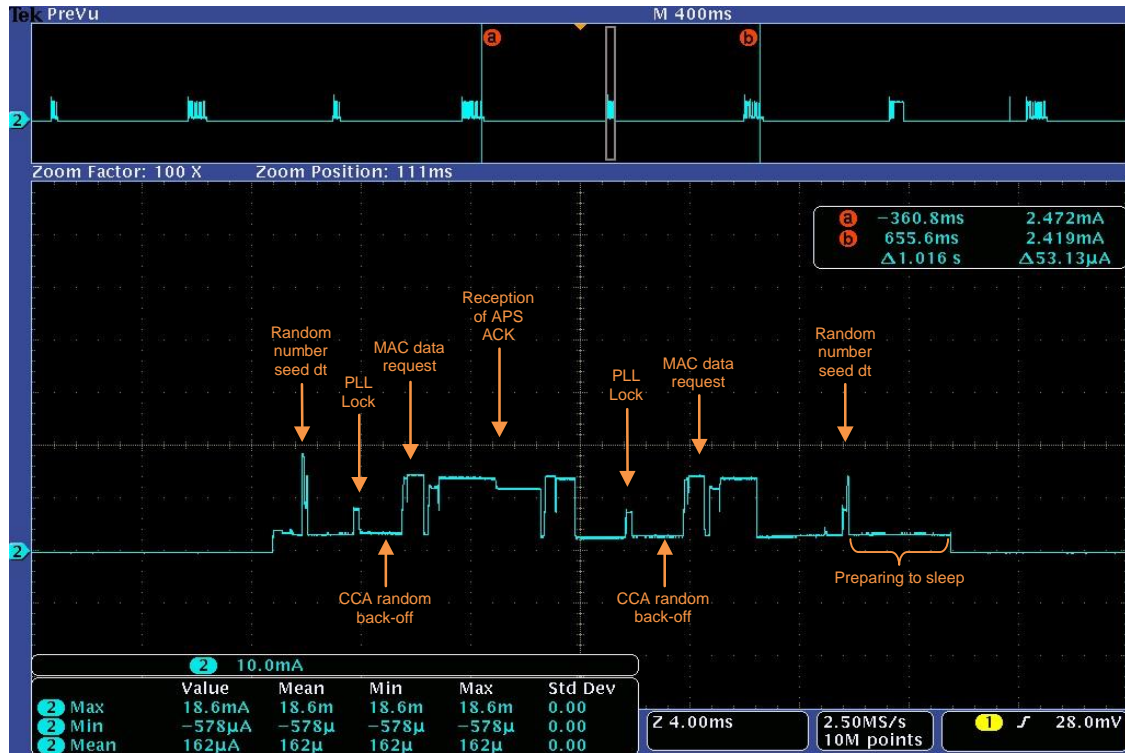 Tek PreVu M 400ms
a b
2
Zoom Factor: 100 X Zoom Position: 111ms
a −360.8ms 2.472mA
b 655.6ms 2.419mA
Δ1.016 s Δ53.13µA
Reception
of APS
ACK
Random
number
seed dt
MAC data
request
PLL
Lock
PLL
Lock
MAC data
request
Random
number
seed dt
2
CCA random
back-off
CCA random
back-off
Preparing to sleep
2 10.0mA
Value Mean Min Max Std Dev
2 Max 18.6mA 18.6m 18.6m 18.6m 0.00
2 Min −578µA −578µ −578µ −578µ 0.00
2 Mean 162µA 162µ 162µ 162µ 0.00
Z 4.00ms
2.50MS/s
10M points
1 28.0mV